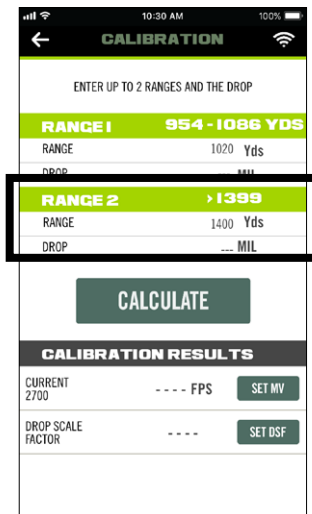 10:30 AM 100%
CALIBRATION
ENTER UP TO 2 RANGES AND THE DROP
RANGE 1 954 - 1086 YDS
RANGE 1020 Yds
DROP --- MIL
RANGE 2 >1399
RANGE 1400 Yds
DROP --- MIL
CALCULATE
CALIBRATION RESULTS
CURRENT
2700 ---- FPS SET MV
DROP SCALE
FACTOR ---- SET DSF